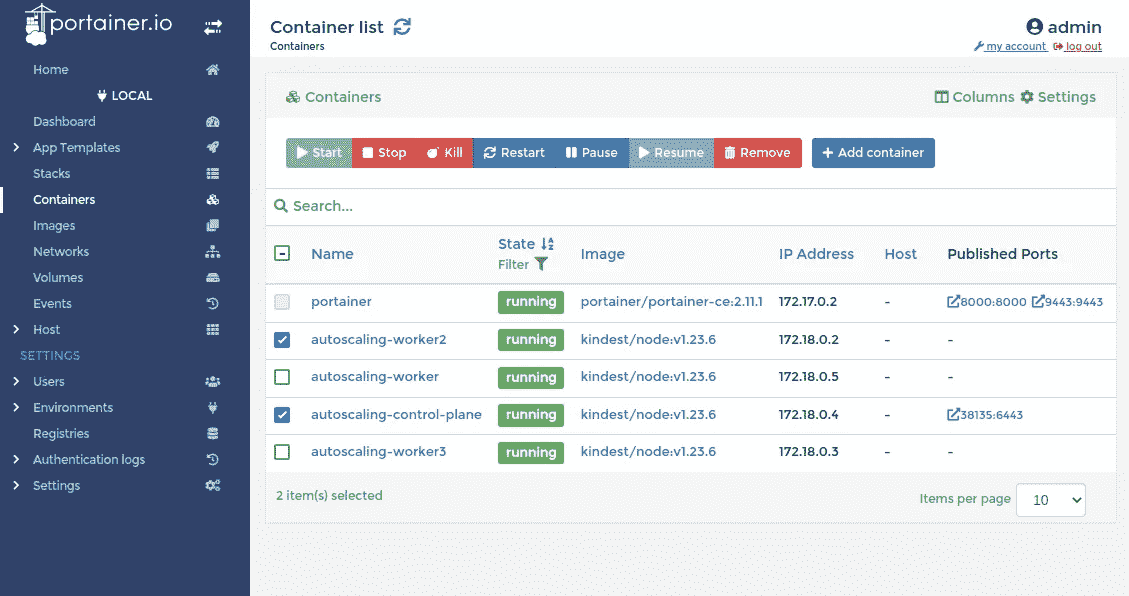 portainer.io
Home
LOCAL
Dashboard
App Templates
Stacks
Containers
Images
Networks
Volumes
Events
Host
SETTINGS
Users
Environments
Registries
Authentication logs
Settings
Container list
Containers
admin
my account log out
Containers
Columns Settings
Start Stop Kill Restart Pause Resume Remove + Add container
Search...
Name State Filter Image IP Address Host Published Ports
portainer running portainer/portainer-ce:2.11.1 172.17.0.2 - 8000:8000 9443:9443
autoscaling-worker2 running kindest/node:v1.23.6 172.18.0.2 - -
autoscaling-worker running kindest/node:v1.23.6 172.18.0.5 - -
autoscaling-control-plane running kindest/node:v1.23.6 172.18.0.4 - 38135:6443
autoscaling-worker3 running kindest/node:v1.23.6 172.18.0.3 - -
2 item(s) selected
Items per page 10